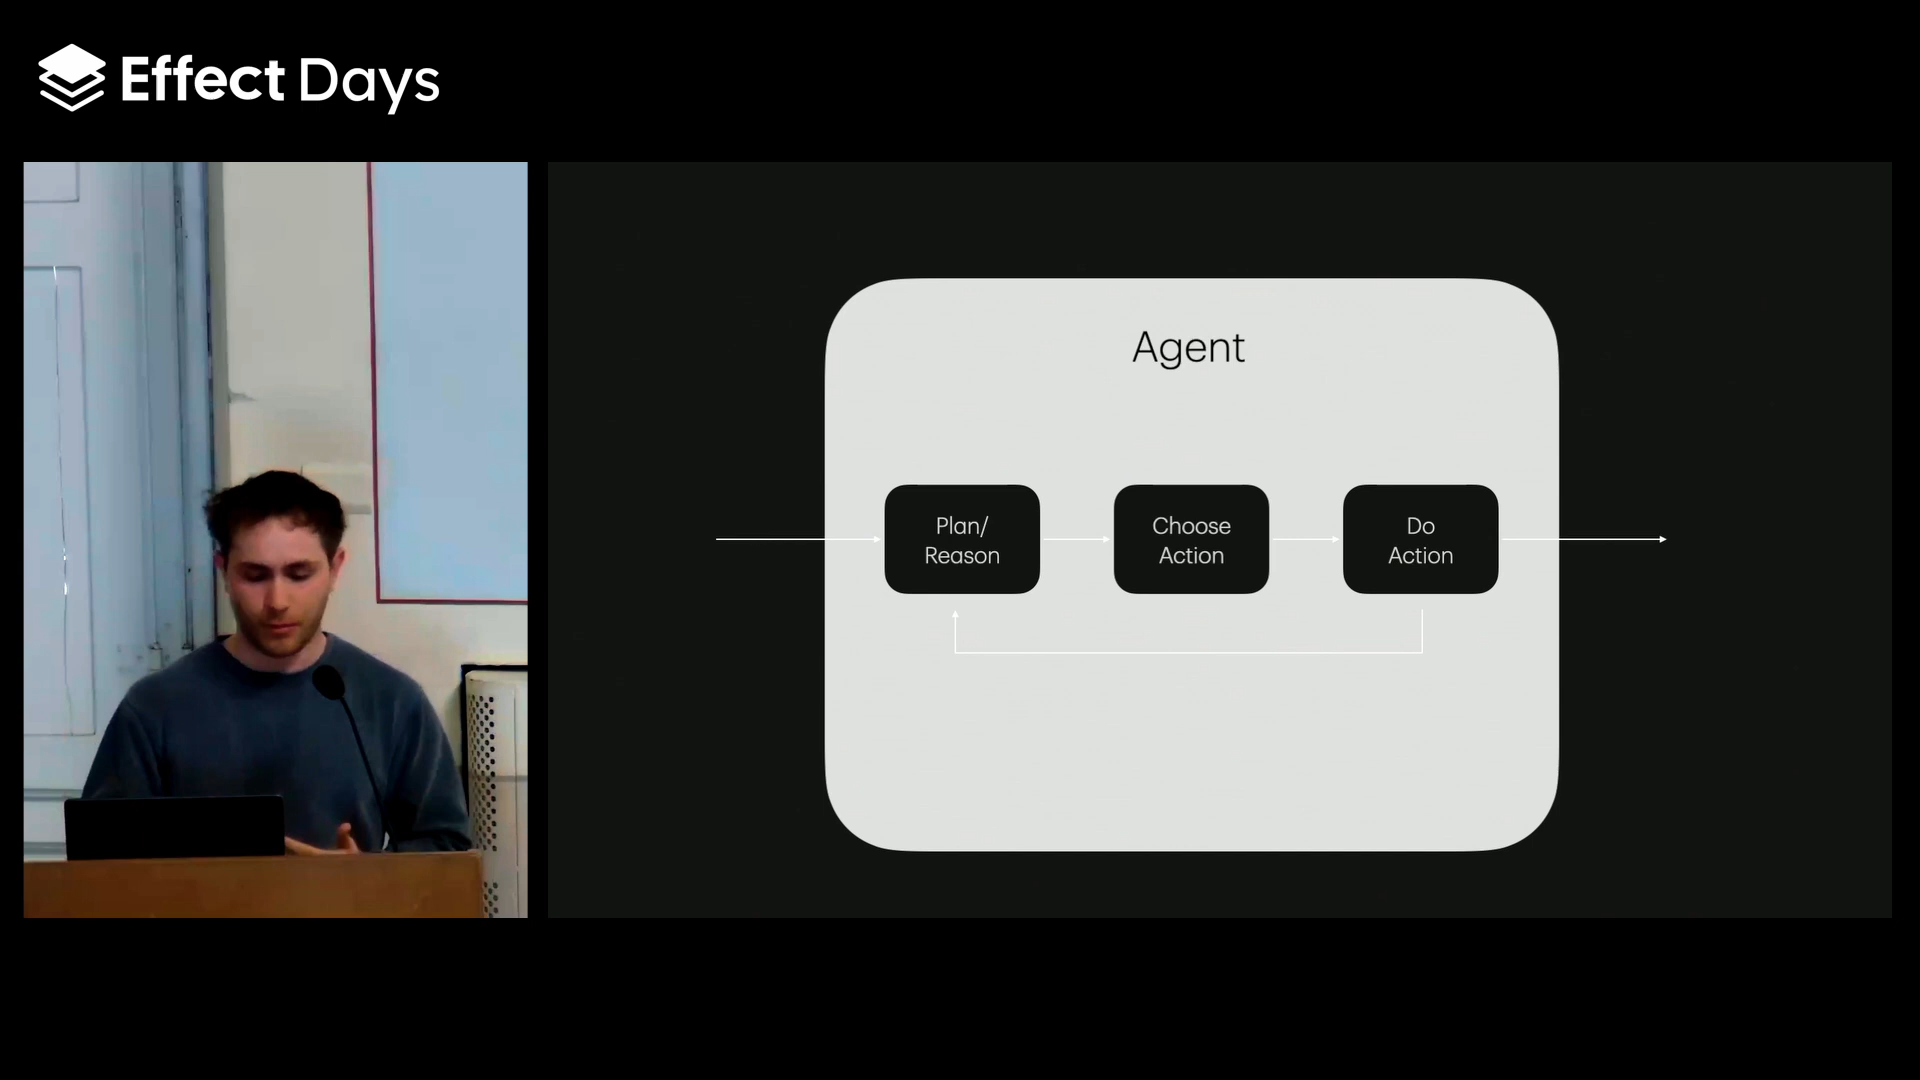 Effect Days
Agent
Plan/
Reason
Choose
Action
Do
Action